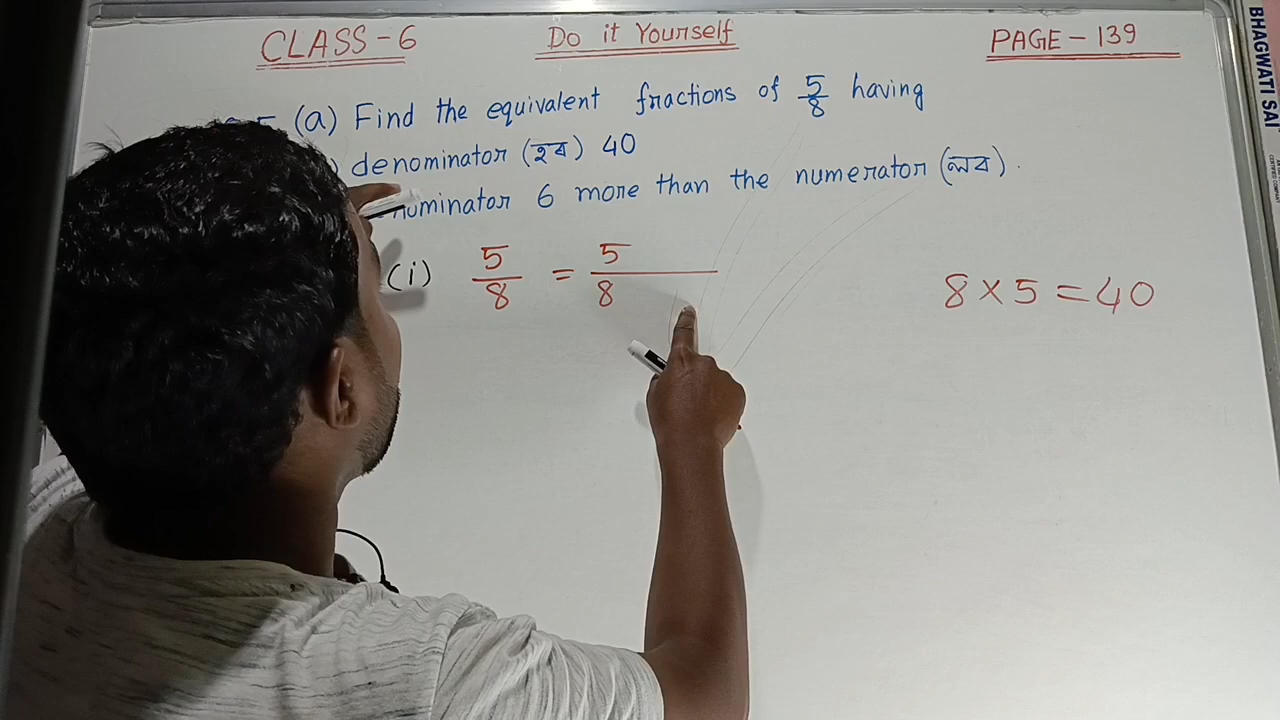 CLASS-6
Do it Yourself
PAGE-139
(a) Find the equivalent fractions of 5/8 having
denominator (হৰ) 40
6 more than the numerator (লব).
(i) 5/8 = 5/8
8×5=40
BHAGWATI SAI